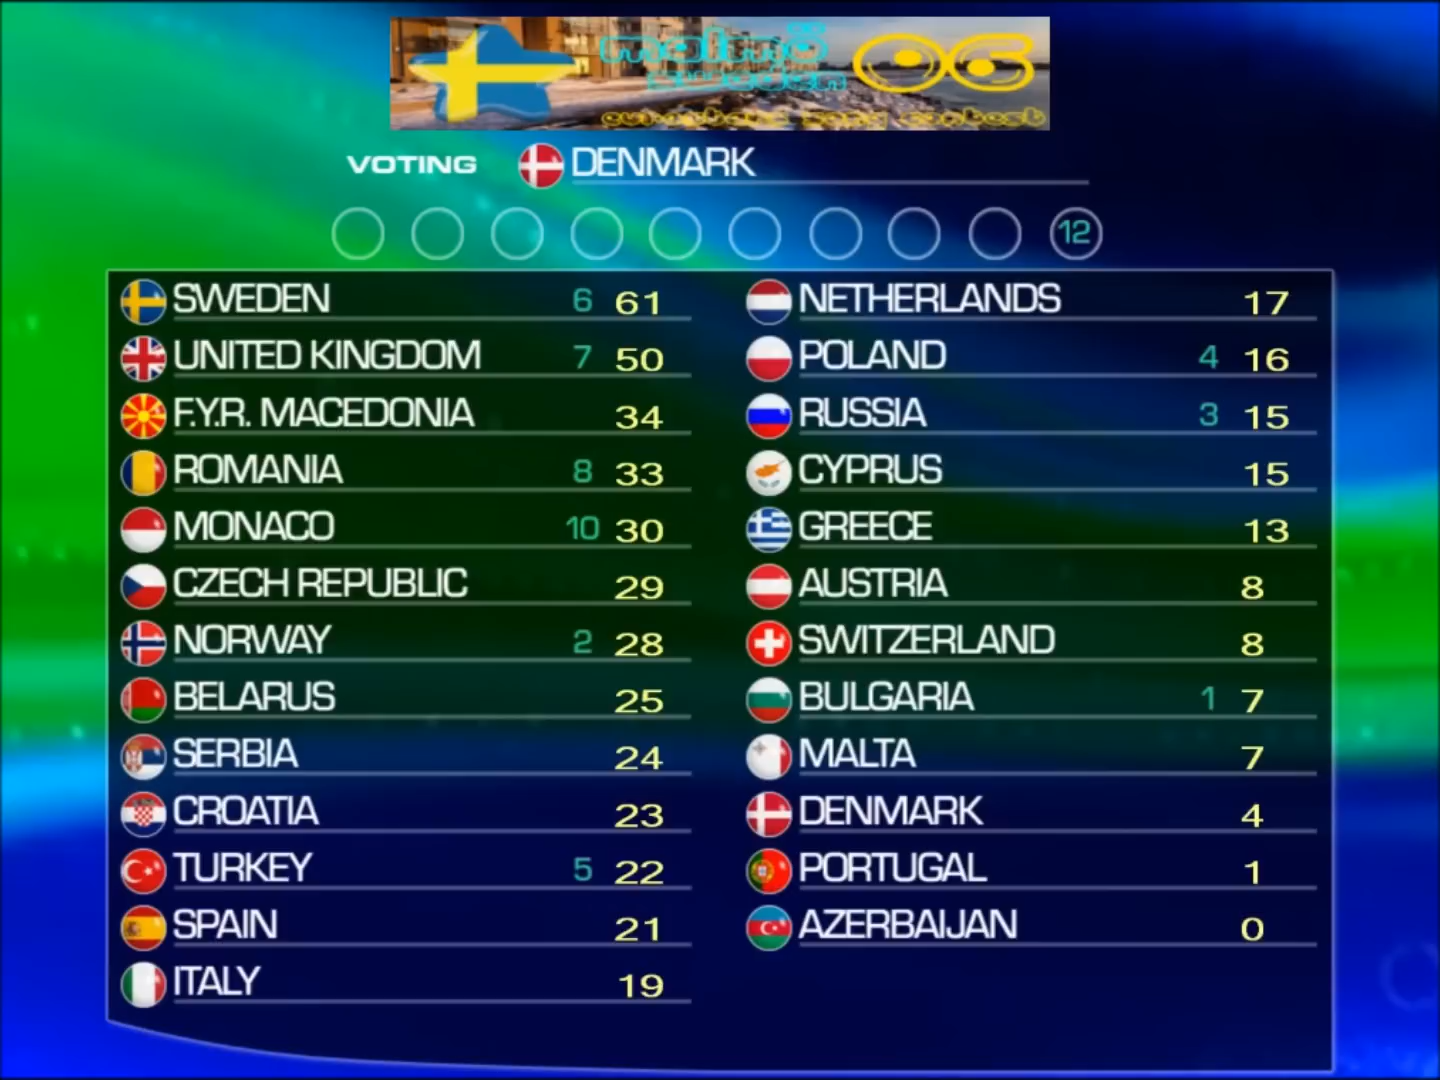 malmö
sweden 06
VOTING DENMARK
12
SWEDEN 6 61
UNITED KINGDOM 7 50
F.Y.R. MACEDONIA 34
ROMANIA 8 33
MONACO 10 30
CZECH REPUBLIC 29
NORWAY 2 28
BELARUS 25
SERBIA 24
CROATIA 23
TURKEY 5 22
SPAIN 21
ITALY 19
NETHERLANDS 17
POLAND 4 16
RUSSIA 3 15
CYPRUS 15
GREECE 13
AUSTRIA 8
SWITZERLAND 8
BULGARIA 1 7
MALTA 7
DENMARK 4
PORTUGAL 1
AZERBAIJAN 0